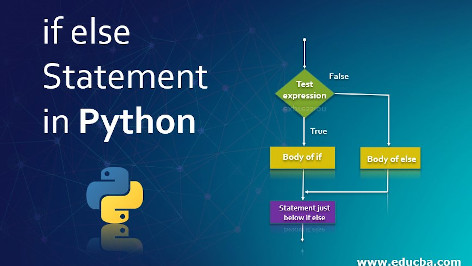 if else
Statement
in Python
Test
expression
False
True
Body of if
Body of else
Statement just
below if else
www.educba.com